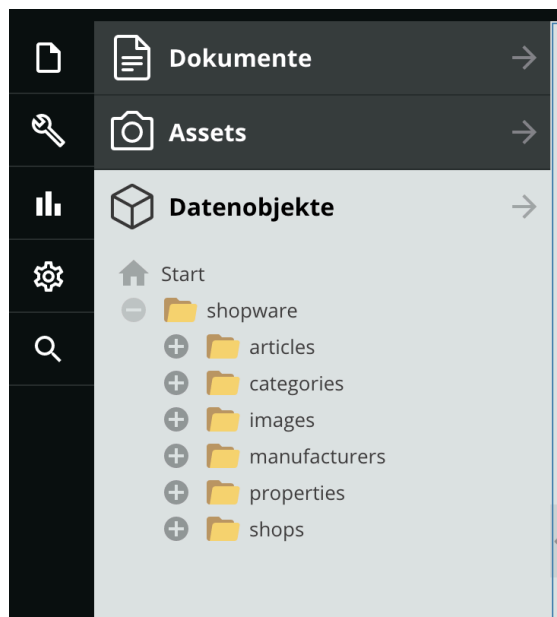 Dokumente
Assets
Datenobjekte
Start
shopware
articles
categories
images
manufacturers
properties
shops